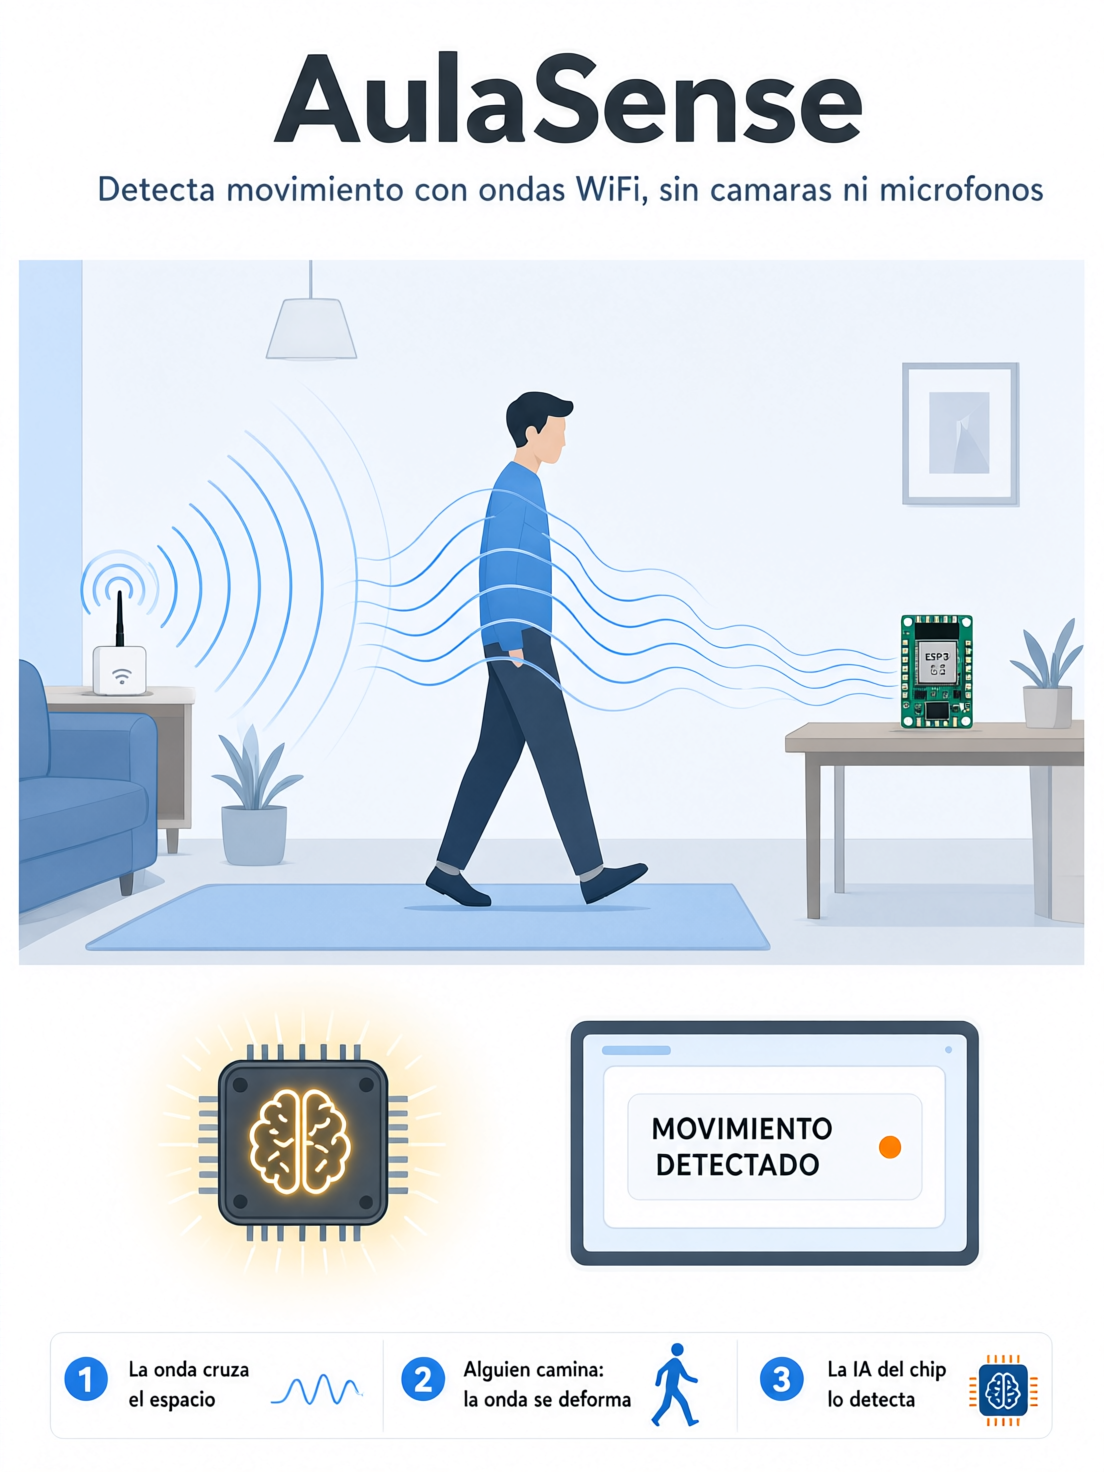 AulaSense
Detecta movimiento con ondas WiFi, sin camaras ni microfonos
ESP3
MOVIMIENTO
DETECTADO
1
La onda cruza
el espacio
2
Alguien camina:
la onda se deforma
3
La IA del chip
lo detecta